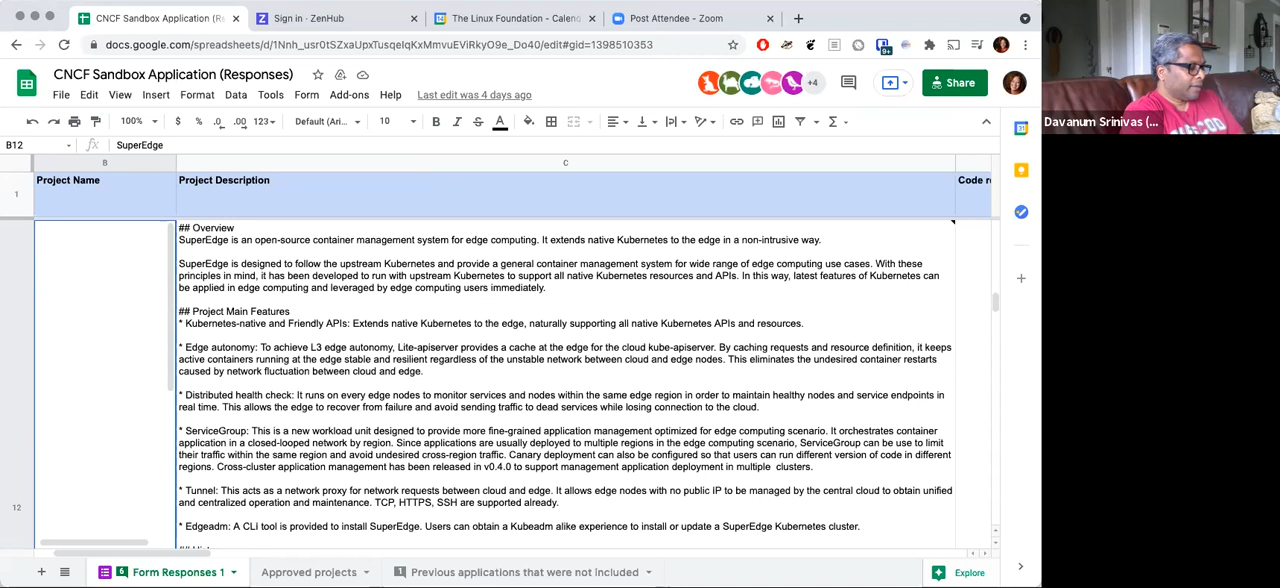 CNCF Sandbox Application (Re
Sign in · ZenHub
The Linux Foundation - Calend
Post Attendee - Zoom
docs.google.com/spreadsheets/d/1Nnh_usr0tSZxaUpxTusqeIqKxMmvuEViRkyO9e_Do40/edit#gid=1398510353
9+
CNCF Sandbox Application (Responses)
+4
Share
File Edit View Insert Format Data Tools Form Add-ons Help Last edit was 4 days ago
100% $ % .0 .00 123 Default (Ari... 10 B I S A
B12 fx SuperEdge
B C
1 Project Name Project Description Code r
## Overview
SuperEdge is an open-source container management system for edge computing. It extends native Kubernetes to the edge in a non-intrusive way.
SuperEdge is designed to follow the upstream Kubernetes and provide a general container management system for wide range of edge computing use cases. With these
principles in mind, it has been developed to run with upstream Kubernetes to support all native Kubernetes resources and APIs. In this way, latest features of Kubernetes can
be applied in edge computing and leveraged by edge computing users immediately.
## Project Main Features
* Kubernetes-native and Friendly APIs: Extends native Kubernetes to the edge, naturally supporting all native Kubernetes APIs and resources.
* Edge autonomy: To achieve L3 edge autonomy, Lite-apiserver provides a cache at the edge for the cloud kube-apiserver. By caching requests and resource definition, it keeps
active containers running at the edge stable and resilient regardless of the unstable network between cloud and edge nodes. This eliminates the undesired container restarts
caused by network fluctuation between cloud and edge.
* Distributed health check: It runs on every edge nodes to monitor services and nodes within the same edge region in order to maintain healthy nodes and service endpoints in
real time. This allows the edge to recover from failure and avoid sending traffic to dead services while losing connection to the cloud.
* ServiceGroup: This is a new workload unit designed to provide more fine-grained application management optimized for edge computing scenario. It orchestrates container
application in a closed-looped network by region. Since applications are usually deployed to multiple regions in the edge computing scenario, ServiceGroup can be use to limit
their traffic within the same region and avoid undesired cross-region traffic. Canary deployment can also be configured so that users can run different version of code in different
regions. Cross-cluster application management has been released in v0.4.0 to support management application deployment in multiple clusters.
12
* Tunnel: This acts as a network proxy for network requests between cloud and edge. It allows edge nodes with no public IP to be managed by the central cloud to obtain unified
and centralized operation and maintenance. TCP, HTTPS, SSH are supported already.
* Edgeadm: A CLI tool is provided to install SuperEdge. Users can obtain a Kubeadm alike experience to install or update a SuperEdge Kubernetes cluster.
6 Form Responses 1
Approved projects
1 Previous applications that were not included
Explore
Davanum Srinivas (...